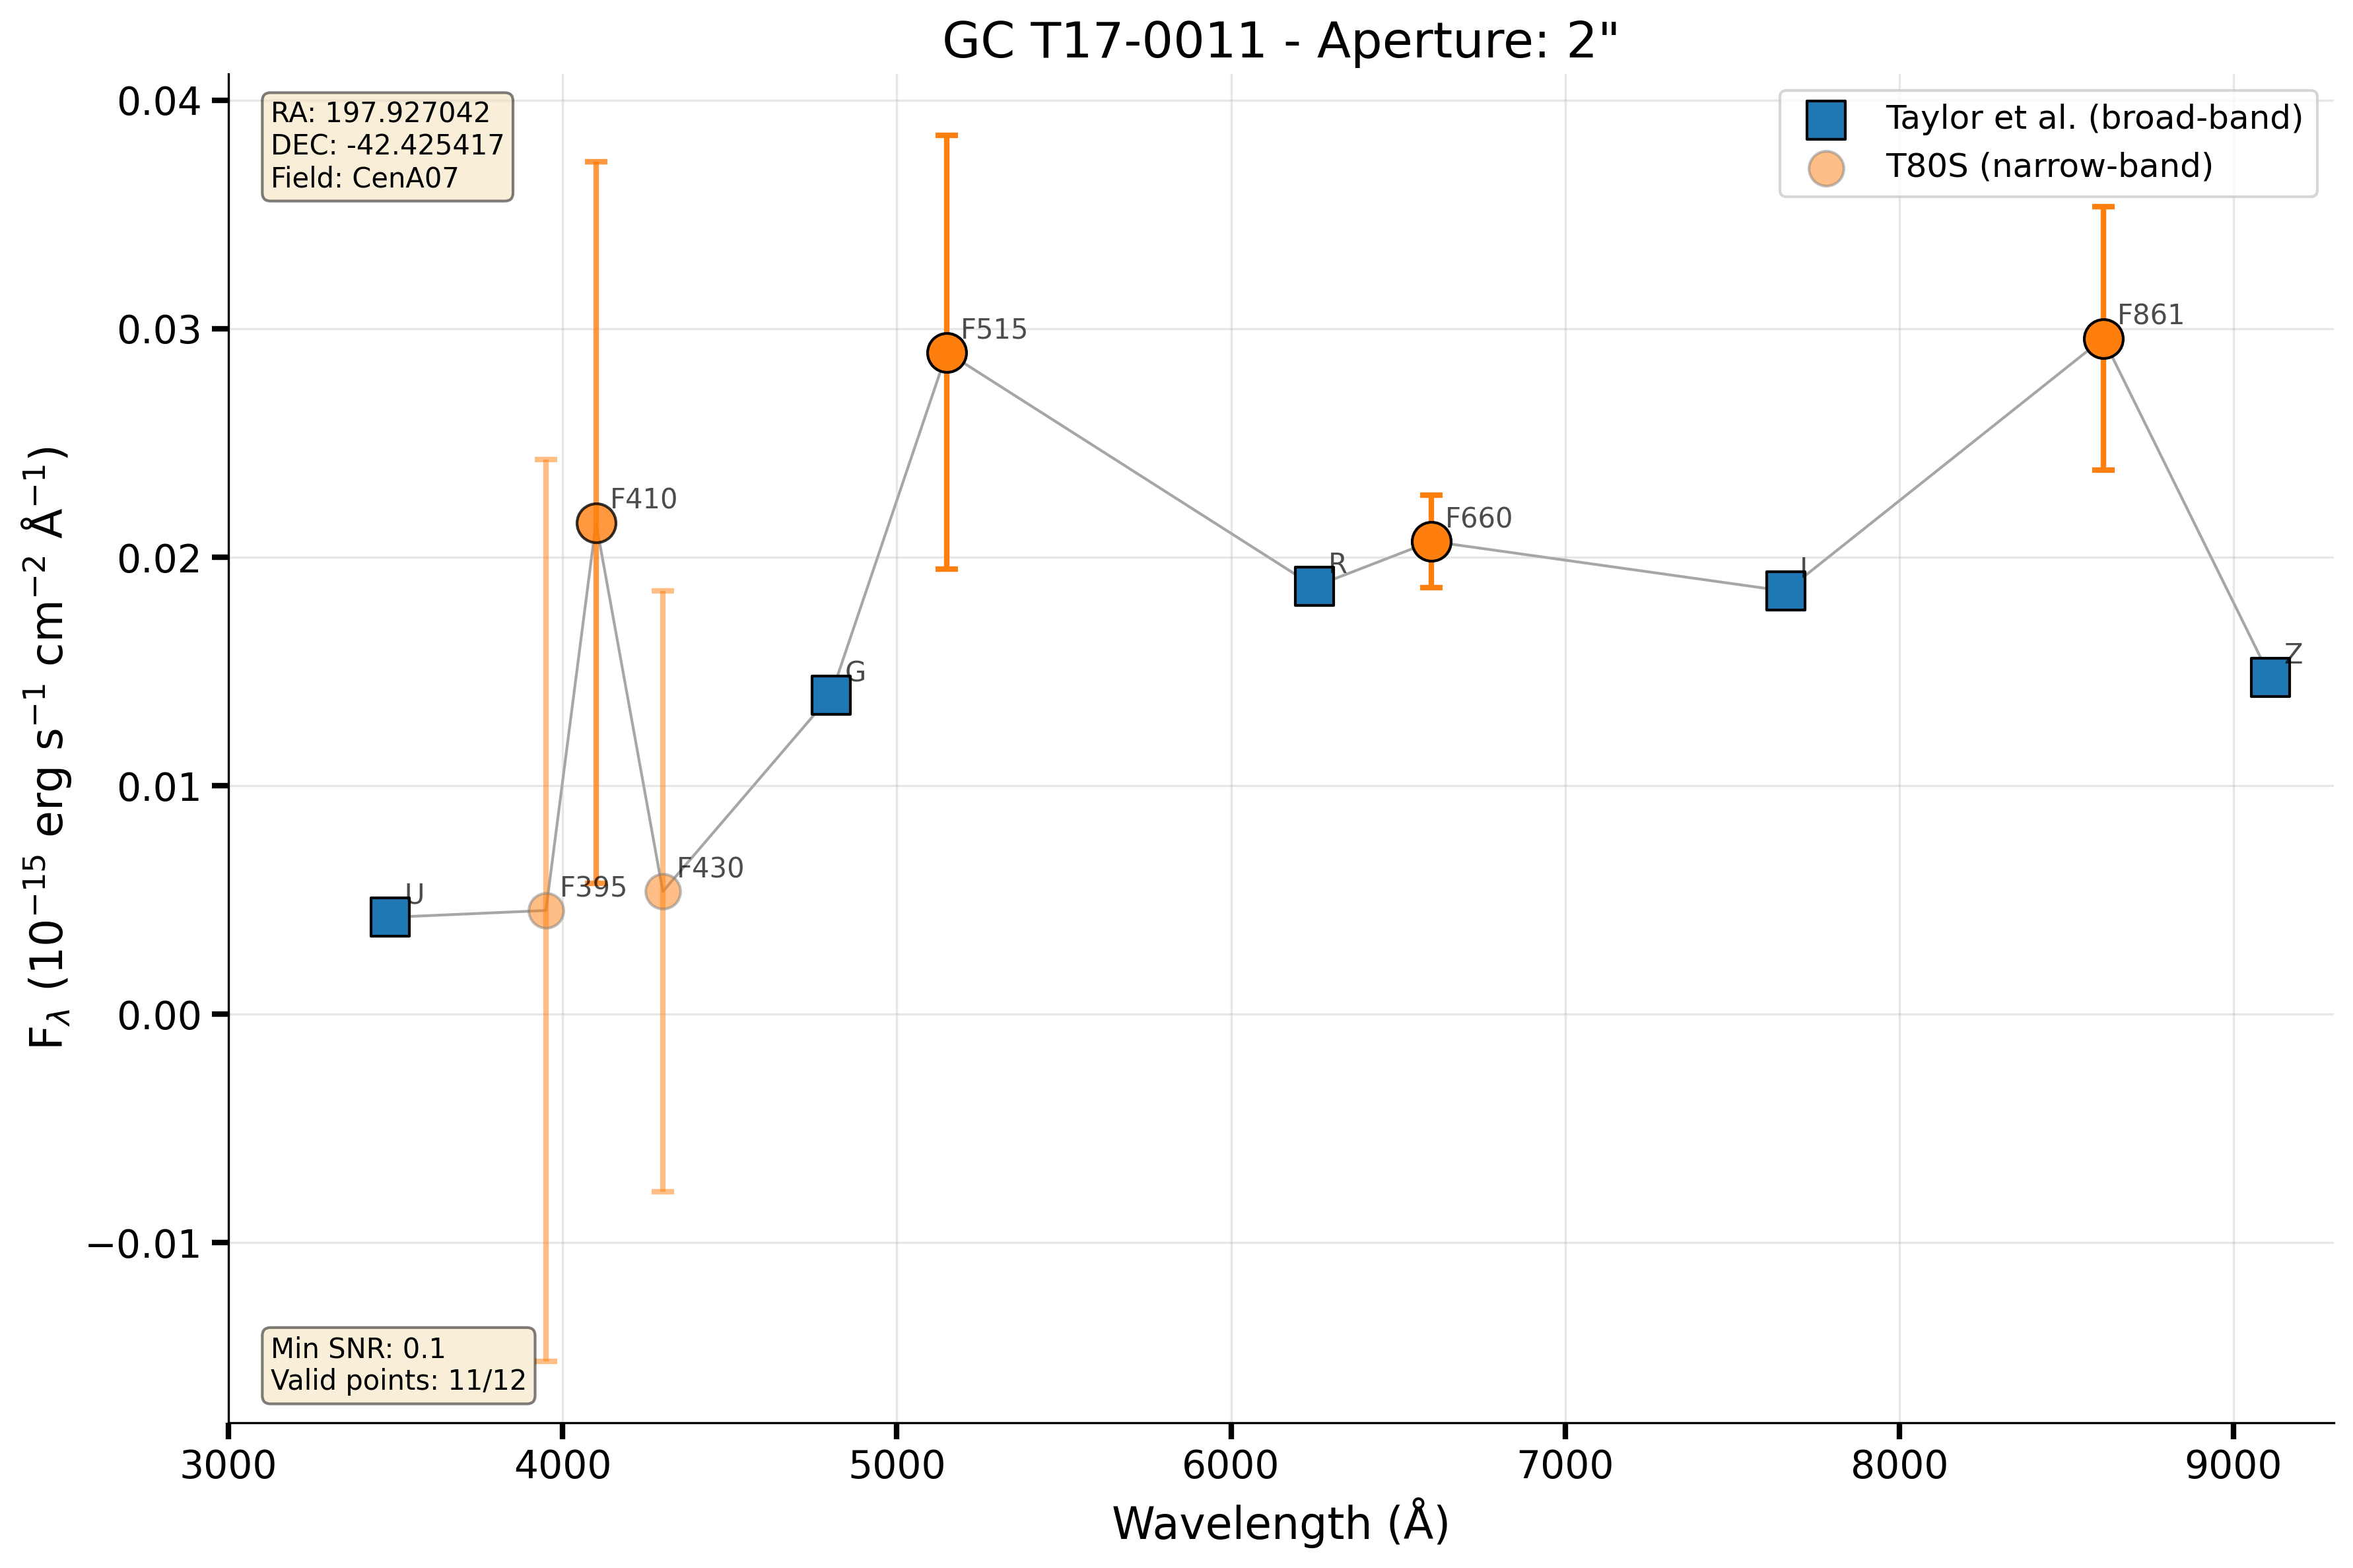 GC T17-0011 - Aperture: 2"
RA: 197.927042
DEC: -42.425417
Field: CenA07
Taylor et al. (broad-band)
T80S (narrow-band)
F_λ (10⁻¹⁵ erg s⁻¹ cm⁻² Å⁻¹)
0.04
0.03
0.02
0.01
0.00
−0.01
U
F395
F410
F430
G
F515
R
F660
I
F861
Z
Min SNR: 0.1
Valid points: 11/12
3000 4000 5000 6000 7000 8000 9000
Wavelength (Å)